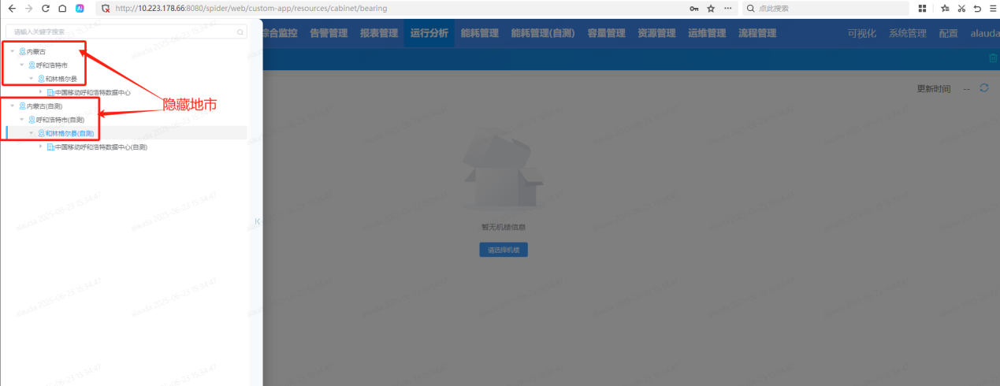 http://10.223.178.66:8080/spider/web/custom-app/resources/cabinet/bearing
点此搜索
请输入关键字搜索
综合监控 告警管理 报表管理 运行分析 能耗管理 能耗管理(自测) 容量管理 资源管理 运维管理 流程管理 可视化 系统管理 配置 alauda
内蒙古
呼和浩特市
和林格尔县
中国移动呼和浩特数据中心
内蒙古(自测)
呼和浩特市(自测)
和林格尔县(自测)
中国移动呼和浩特数据中心(自测)
隐藏地市
更新时间 --
暂无机楼信息
请选择机楼
alauda 2025-06-23 15:34:47